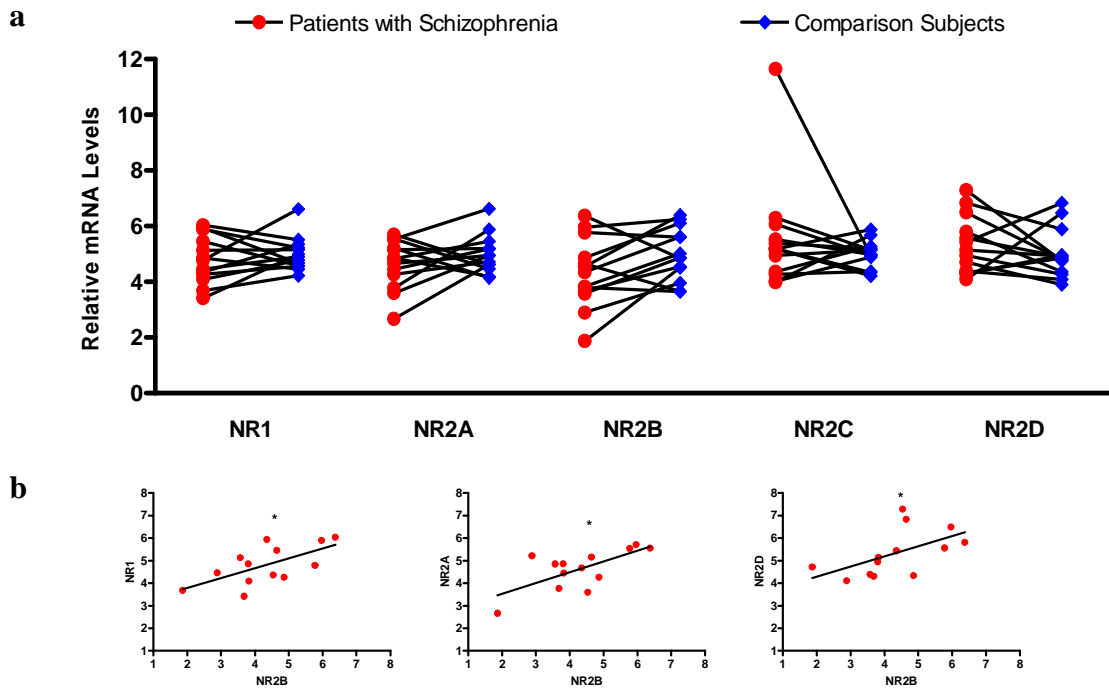 a
Patients with Schizophrenia
Comparison Subjects
Relative mRNA Levels
12
10
8
6
4
2
0
NR1 NR2A NR2B NR2C NR2D
b
8
7
6
5
4
3
2
1
NR1
*
1 2 3 4 5 6 7 8
NR2B
8
7
6
5
4
3
2
1
NR2A
*
1 2 3 4 5 6 7 8
NR2B
8
7
6
5
4
3
2
1
NR2D
*
1 2 3 4 5 6 7 8
NR2B